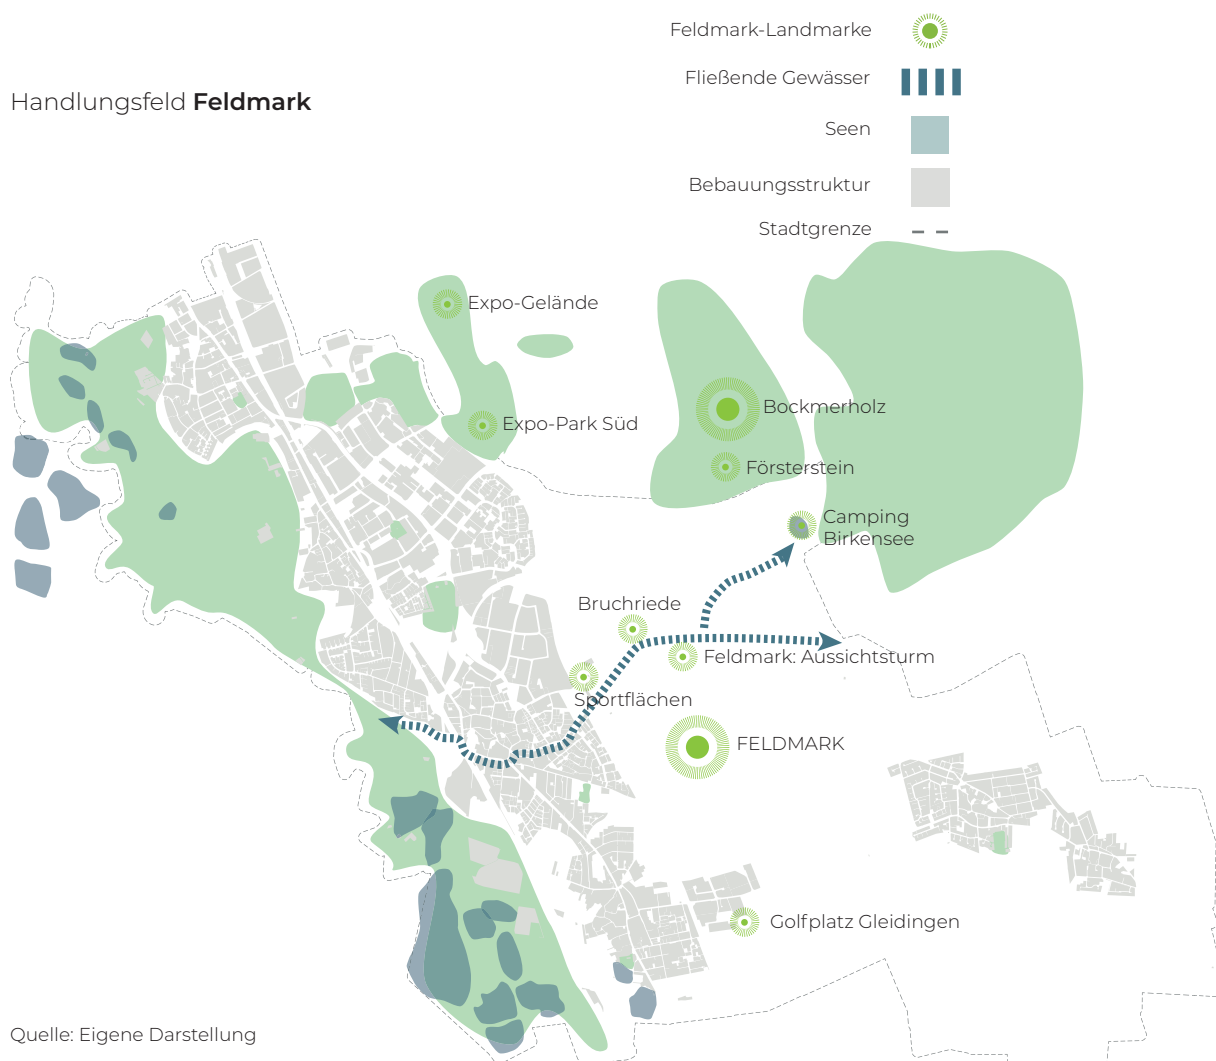 Feldmark-Landmarke
Fließende Gewässer
Handlungsfeld Feldmark
Seen
Bebauungsstruktur
Stadtgrenze
Expo-Gelände
Bockmerholz
Expo-Park Süd
Försterstein
Camping
Birkensee
Bruchriede
Feldmark: Aussichtsturm
Sportflächen
FELDMARK
Golfplatz Gleidingen
Quelle: Eigene Darstellung